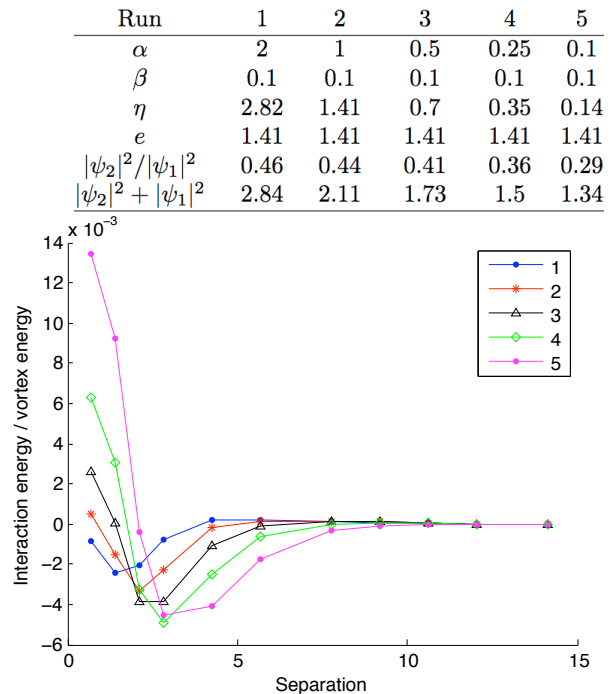 Run 1 2 3 4 5
α 2 1 0.5 0.25 0.1
β 0.1 0.1 0.1 0.1 0.1
η 2.82 1.41 0.7 0.35 0.14
e 1.41 1.41 1.41 1.41 1.41
|ψ₂|²/|ψ₁|² 0.46 0.44 0.41 0.36 0.29
|ψ₂|² + |ψ₁|² 2.84 2.11 1.73 1.5 1.34
x 10⁻³
14
12
10
8
6
4
2
0
−2
−4
−6
Interaction energy / vortex energy
1
2
3
4
5
0 5 10 15
Separation